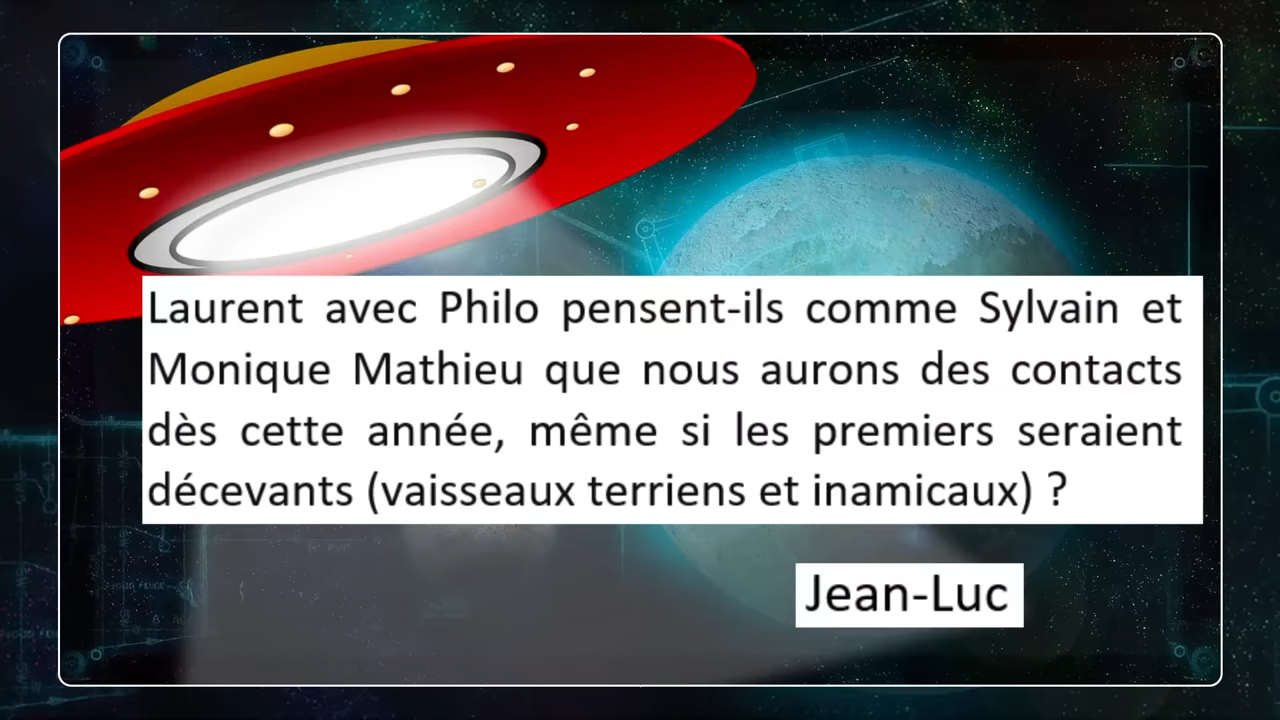 Laurent avec Philo pensent-ils comme Sylvain et
Monique Mathieu que nous aurons des contacts
dès cette année, même si les premiers seraient
décevants (vaisseaux terriens et inamicaux) ?
Jean-Luc